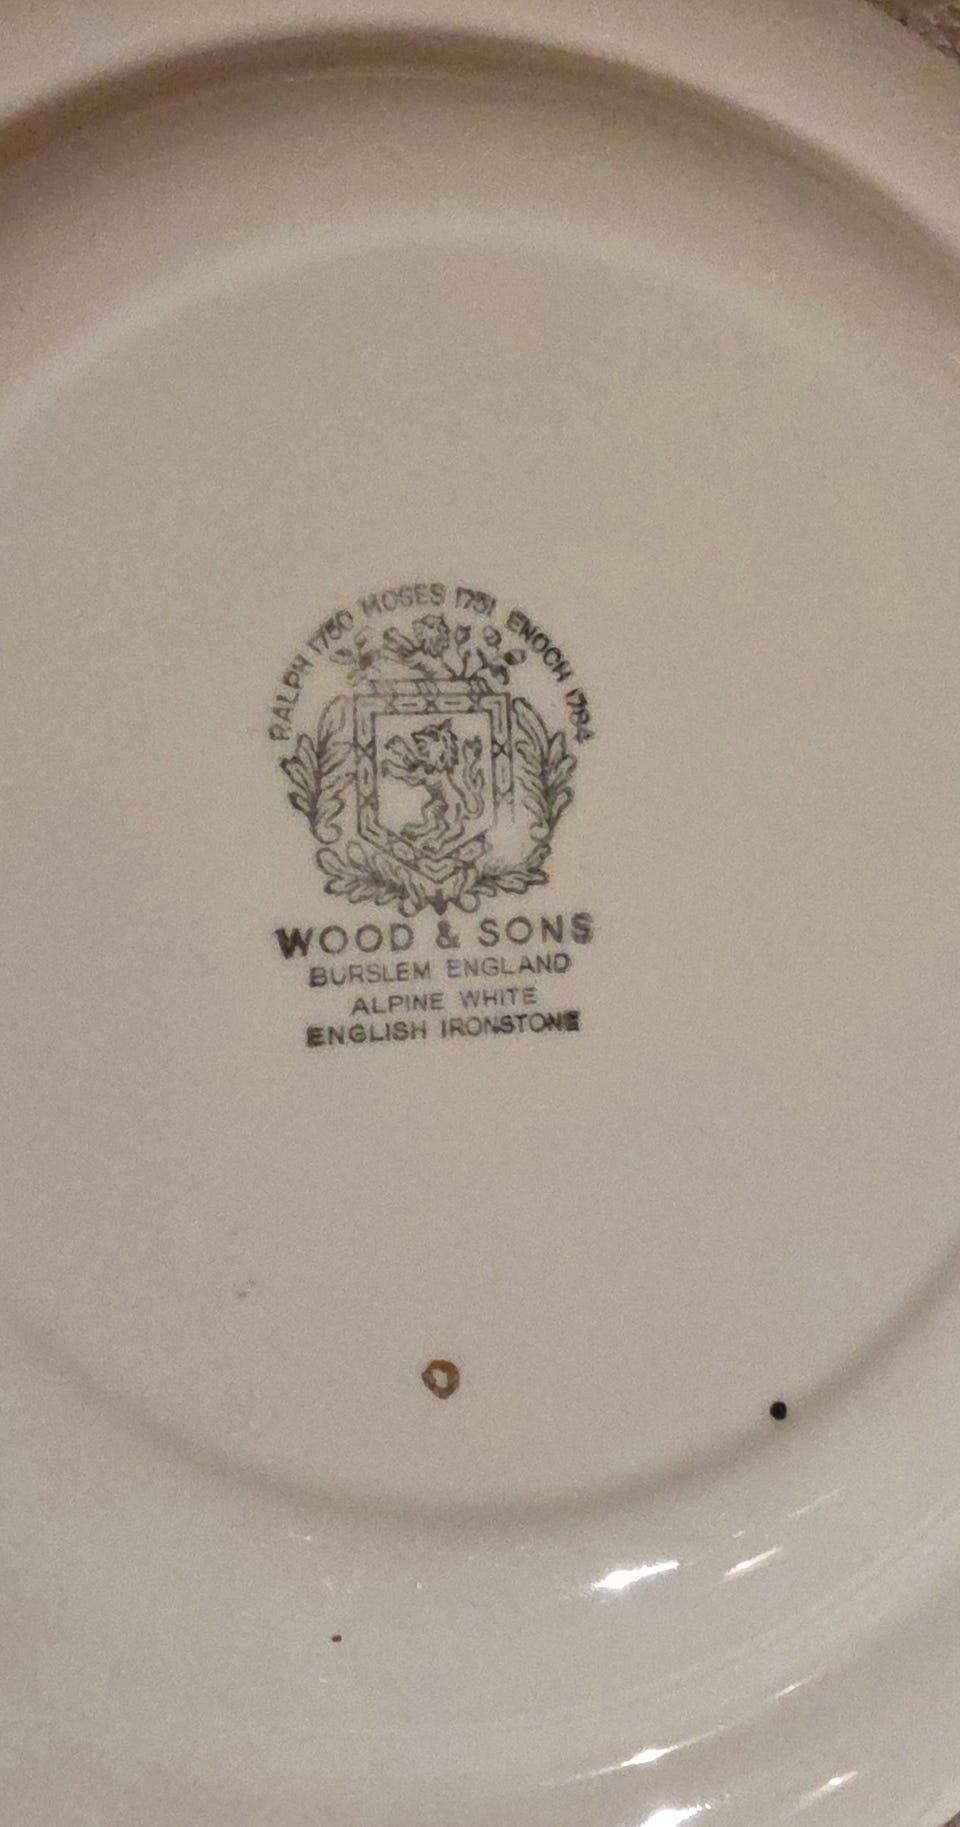 RALPH 1750 MOSES 1751 ENOCH 1784
WOOD & SONS
BURSLEM ENGLAND
ALPINE WHITE
ENGLISH IRONSTONE